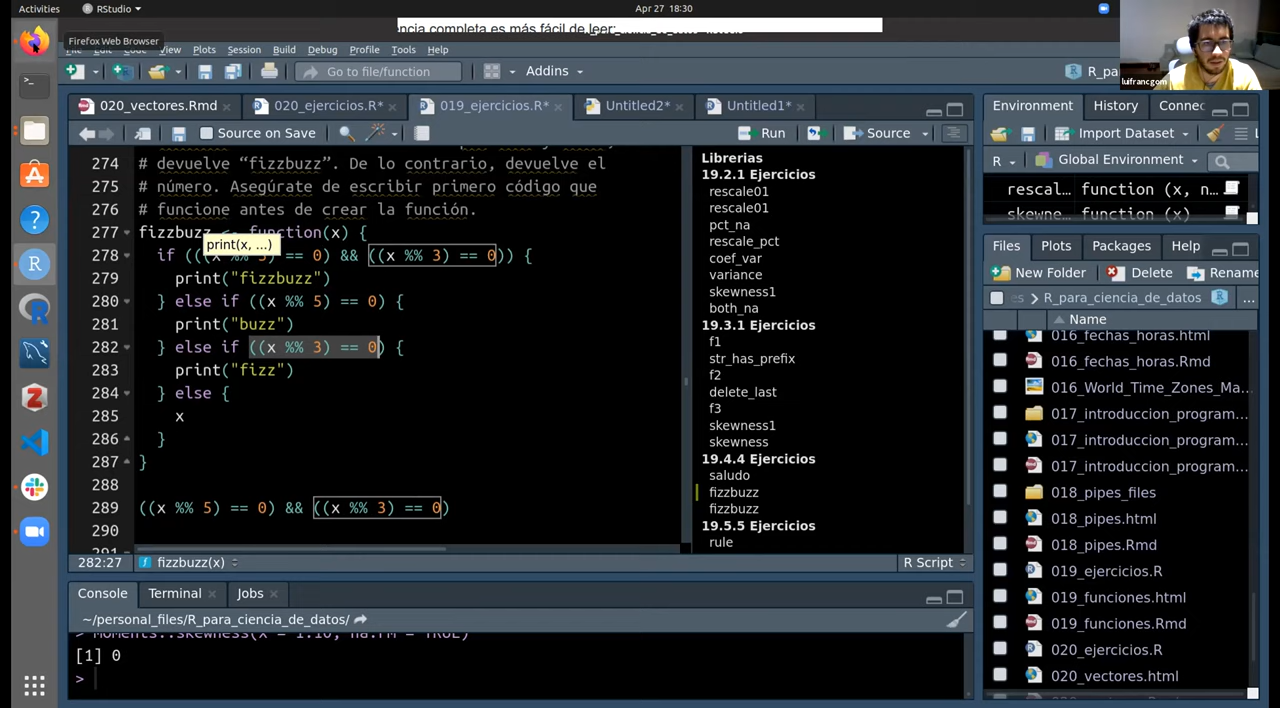 Activities
RStudio
Apr 27 18:30
ncia completa es más fácil de leer:
Firefox Web Browser
luifrancgom
View Plots Session Build Debug Profile Tools Help
Go to file/function
Addins
R_pa
020_vectores.Rmd
020_ejercicios.R*
019_ejercicios.R*
Untitled2*
Untitled1*
Source on Save
Run
Source
274 # devuelve “fizzbuzz”. De lo contrario, devuelve el
275 # número. Asegúrate de escribir primero código que
276 # funcione antes de crear la función.
277 fizzbuzz <- function(x) {
print(x, ...)
278 if (((x %% 5) == 0) && ((x %% 3) == 0)) {
279 print("fizzbuzz")
280 } else if ((x %% 5) == 0) {
281 print("buzz")
282 } else if ((x %% 3) == 0) {
283 print("fizz")
284 } else {
285 x
286 }
287 }
288
289 ((x %% 5) == 0) && ((x %% 3) == 0)
290
291
282:27
fizzbuzz(x)
R Script
Librerias
19.2.1 Ejercicios
rescale01
rescale01
pct_na
rescale_pct
coef_var
variance
skewness1
both_na
19.3.1 Ejercicios
f1
str_has_prefix
f2
delete_last
f3
skewness1
skewness
19.4.4 Ejercicios
saludo
fizzbuzz
fizzbuzz
19.5.5 Ejercicios
rule
Console
Terminal
Jobs
~/personal_files/R_para_ciencia_de_datos/
> Moments::skewness(x = 1:10, na.rm = TRUE)
[1] 0
>
Environment
History
Connec
Import Dataset
R
Global Environment
rescal… function (x, n…
skewne… function (x)
Files
Plots
Packages
Help
New Folder
Delete
Rename
es
R_para_ciencia_de_datos
...
Name
016_fechas_horas.html
016_fechas_horas.Rmd
016_World_Time_Zones_Ma...
017_introduccion_program...
017_introduccion_program...
017_introduccion_program...
018_pipes_files
018_pipes.html
018_pipes.Rmd
019_ejercicios.R
019_funciones.html
019_funciones.Rmd
020_ejercicios.R
020_vectores.html